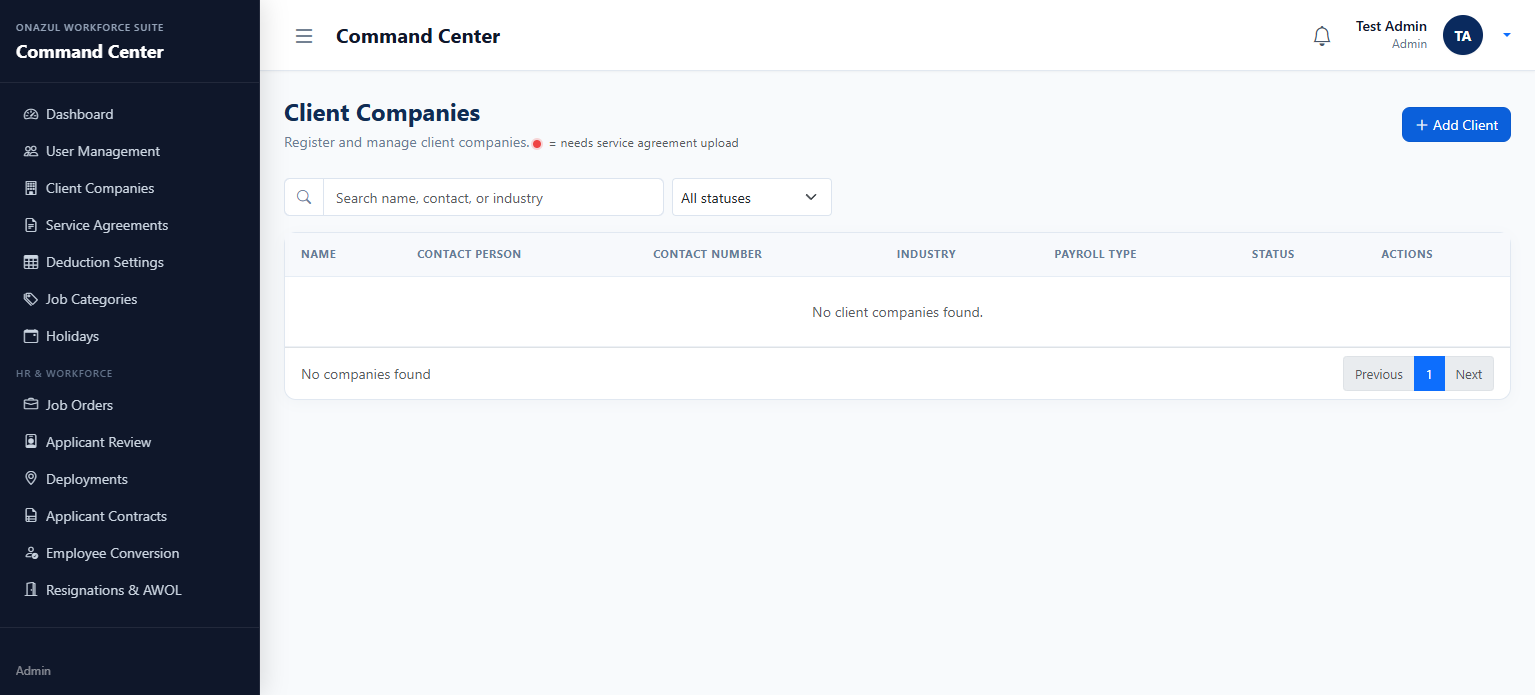 ONAZUL WORKFORCE SUITE
Command Center
Dashboard
User Management
Client Companies
Service Agreements
Deduction Settings
Job Categories
Holidays
HR & WORKFORCE
Job Orders
Applicant Review
Deployments
Applicant Contracts
Employee Conversion
Resignations & AWOL
Admin
Command Center
Test Admin
Admin
TA
Client Companies
Register and manage client companies. = needs service agreement upload
+ Add Client
Search name, contact, or industry
All statuses
NAME CONTACT PERSON CONTACT NUMBER INDUSTRY PAYROLL TYPE STATUS ACTIONS
No client companies found.
No companies found
Previous 1 Next